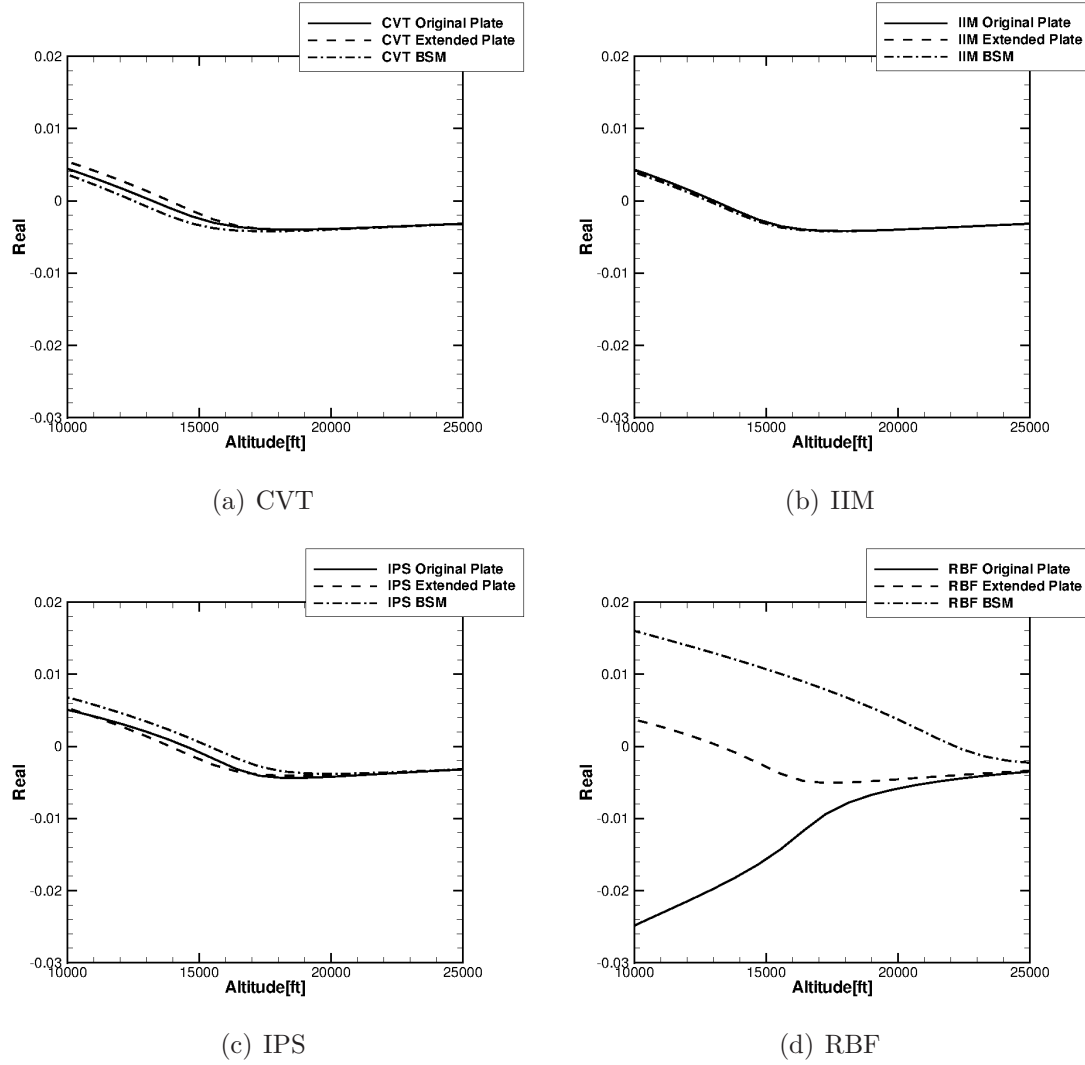 CVT Original Plate
CVT Extended Plate
CVT BSM
0.02
0.01
0
-0.01
-0.02
-0.03
Real
10000 15000 20000 25000
Altitude[ft]
(a) CVT
IIM Original Plate
IIM Extended Plate
IIM BSM
0.02
0.01
0
-0.01
-0.02
-0.03
Real
10000 15000 20000 25000
Altitude[ft]
(b) IIM
IPS Original Plate
IPS Extended Plate
IPS BSM
0.02
0.01
0
-0.01
-0.02
-0.03
Real
10000 15000 20000 25000
Altitude[ft]
(c) IPS
RBF Original Plate
RBF Extended Plate
RBF BSM
0.02
0.01
0
-0.01
-0.02
-0.03
Real
10000 15000 20000 25000
Altitude[ft]
(d) RBF